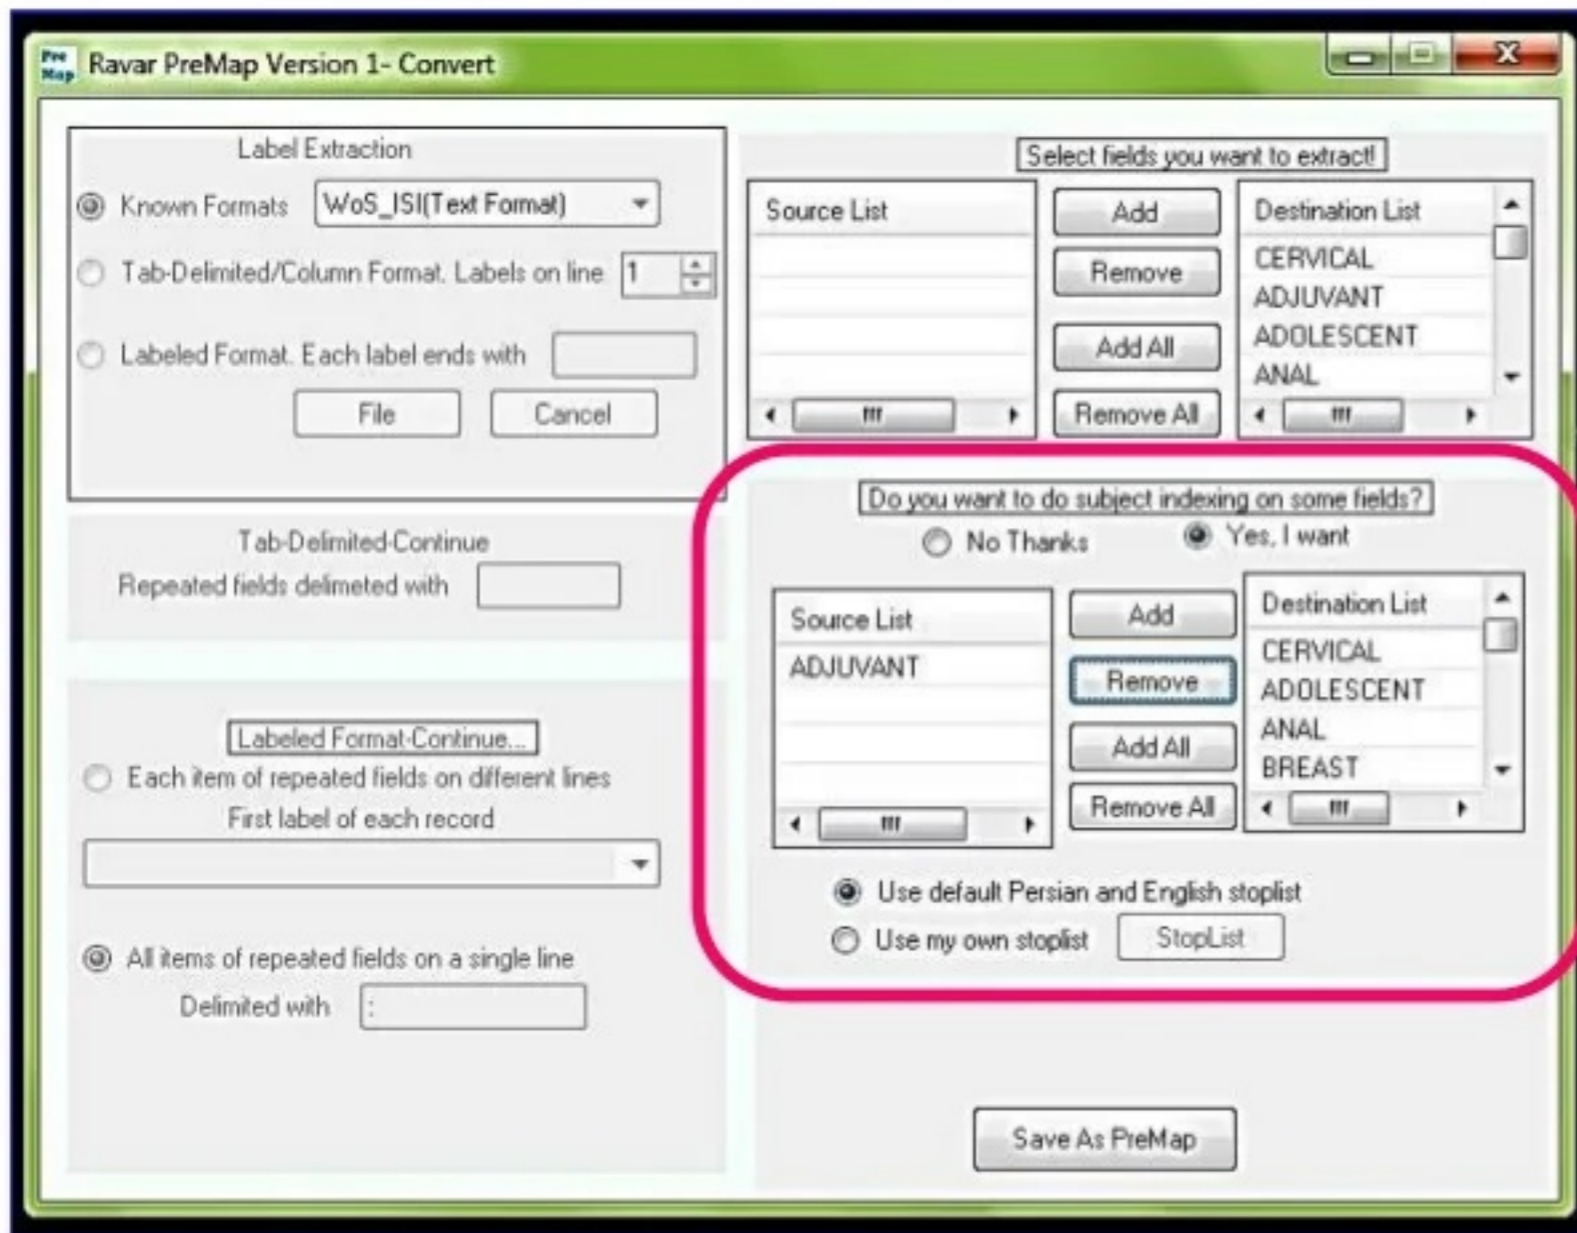 Pre
Map
Ravar PreMap Version 1- Convert
X
Label Extraction
Known Formats
WoS_ISI(Text Format)
Tab-Delimited/Column Format. Labels on line
1
Labeled Format. Each label ends with
File
Cancel
Tab-Delimited-Continue
Repeated fields delimeted with
Labeled Format-Continue...
Each item of repeated fields on different lines
First label of each record
All items of repeated fields on a single line
Delimited with
:
Select fields you want to extract!
Source List
Add
Remove
Add All
Remove All
Destination List
CERVICAL
ADJUVANT
ADOLESCENT
ANAL
Do you want to do subject indexing on some fields?
No Thanks
Yes, I want
Source List
ADJUVANT
Add
Remove
Add All
Remove All
Destination List
CERVICAL
ADOLESCENT
ANAL
BREAST
Use default Persian and English stoplist
Use my own stoplist
StopList
Save As PreMap